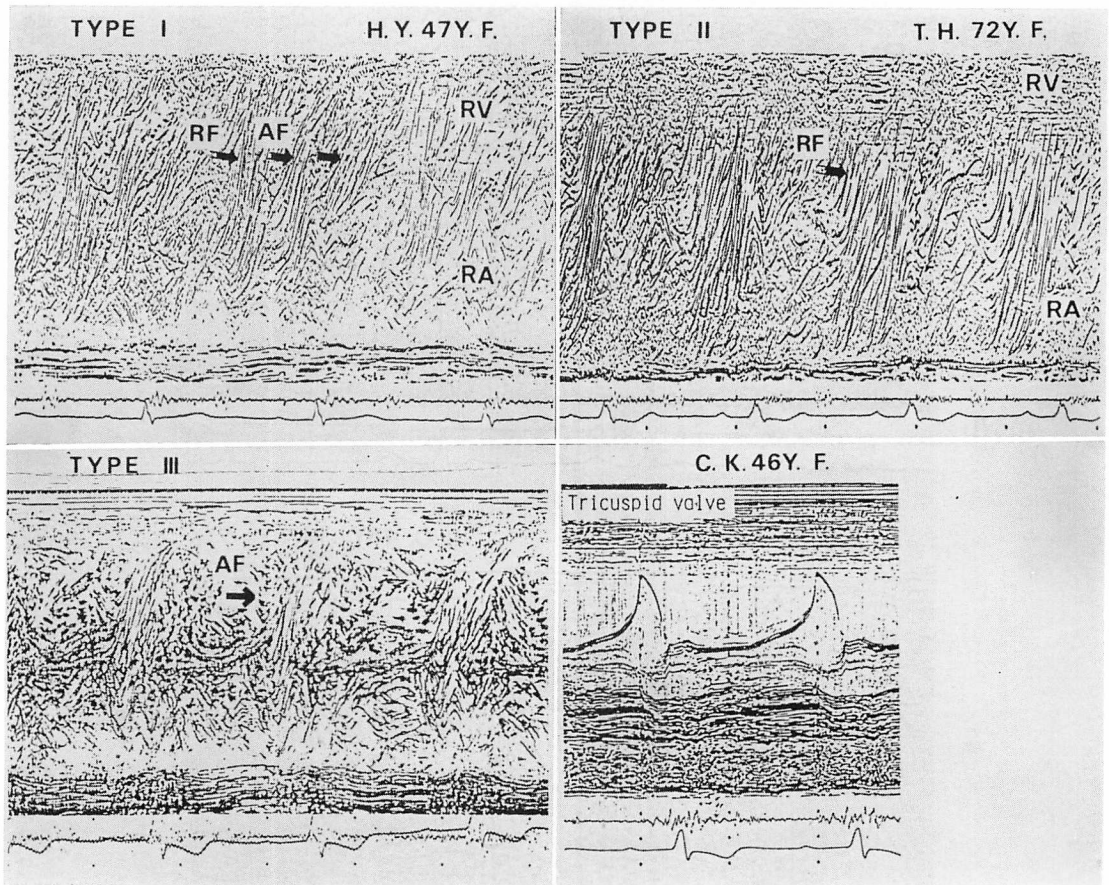 TYPE I H. Y. 47Y. F.
RV
RF AF
RA
TYPE II T. H. 72Y. F.
RV
RF
RA
TYPE III
AF
C. K. 46Y. F.
Tricuspid valve